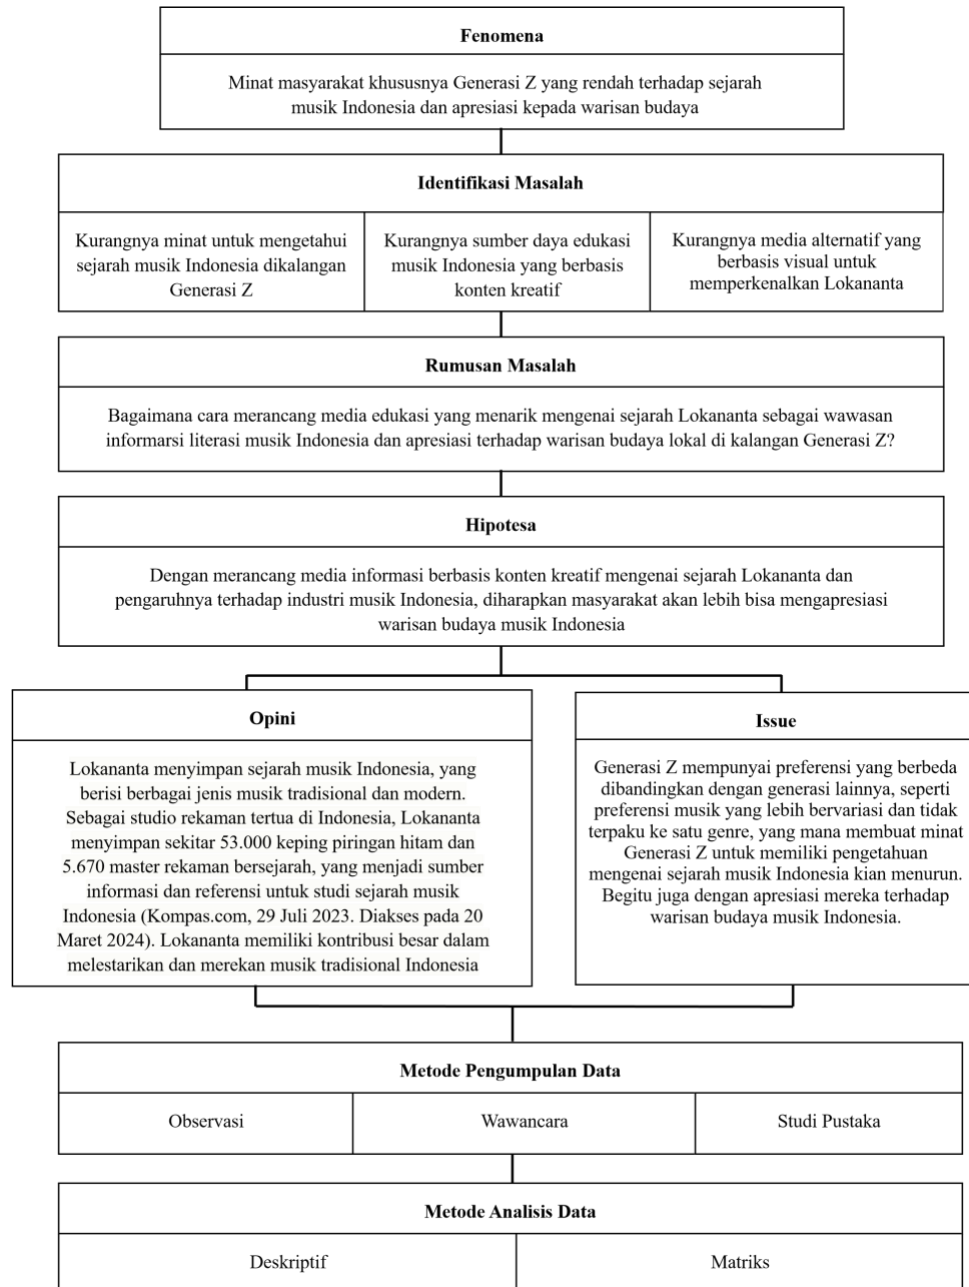 Fenomena
Minat masyarakat khususnya Generasi Z yang rendah terhadap sejarah
musik Indonesia dan apresiasi kepada warisan budaya
Identifikasi Masalah
Kurangnya minat untuk mengetahui
sejarah musik Indonesia dikalangan
Generasi Z
Kurangnya sumber daya edukasi
musik Indonesia yang berbasis
konten kreatif
Kurangnya media alternatif yang
berbasis visual untuk
memperkenalkan Lokananta
Rumusan Masalah
Bagaimana cara merancang media edukasi yang menarik mengenai sejarah Lokananta sebagai wawasan
informarsi literasi musik Indonesia dan apresiasi terhadap warisan budaya lokal di kalangan Generasi Z?
Hipotesa
Dengan merancang media informasi berbasis konten kreatif mengenai sejarah Lokananta dan
pengaruhnya terhadap industri musik Indonesia, diharapkan masyarakat akan lebih bisa mengapresiasi
warisan budaya musik Indonesia
Opini
Lokananta menyimpan sejarah musik Indonesia, yang
berisi berbagai jenis musik tradisional dan modern.
Sebagai studio rekaman tertua di Indonesia, Lokananta
menyimpan sekitar 53.000 keping piringan hitam dan
5.670 master rekaman bersejarah, yang menjadi sumber
informasi dan referensi untuk studi sejarah musik
Indonesia (Kompas.com, 29 Juli 2023. Diakses pada 20
Maret 2024). Lokananta memiliki kontribusi besar dalam
melestarikan dan merekan musik tradisional Indonesia
Issue
Generasi Z mempunyai preferensi yang berbeda
dibandingkan dengan generasi lainnya, seperti
preferensi musik yang lebih bervariasi dan tidak
terpaku ke satu genre, yang mana membuat minat
Generasi Z untuk memiliki pengetahuan
mengenai sejarah musik Indonesia kian menurun.
Begitu juga dengan apresiasi mereka terhadap
warisan budaya musik Indonesia.
Metode Pengumpulan Data
Observasi
Wawancara
Studi Pustaka
Metode Analisis Data
Deskriptif
Matriks